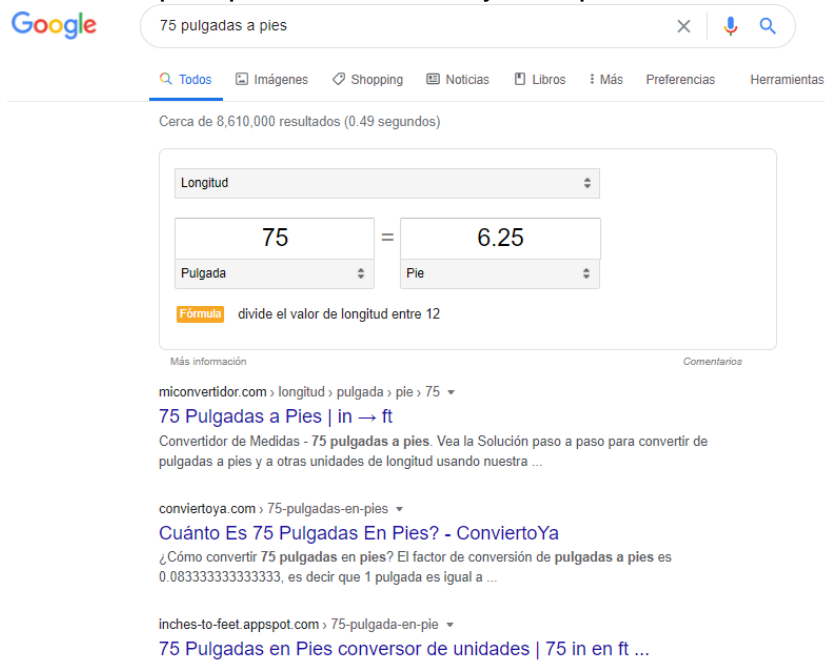 Google
75 pulgadas a pies
Todos Imágenes Shopping Noticias Libros Más Preferencias Herramientas
Cerca de 8,610,000 resultados (0.49 segundos)
Longitud
75 = 6.25
Pulgada Pie
Fórmula divide el valor de longitud entre 12
Más información Comentarios
miconvertidor.com › longitud › pulgada › pie › 75
75 Pulgadas a Pies | in → ft
Convertidor de Medidas - 75 pulgadas a pies. Vea la Solución paso a paso para convertir de
pulgadas a pies y a otras unidades de longitud usando nuestra ...
conviertoya.com › 75-pulgadas-en-pies
Cuánto Es 75 Pulgadas En Pies? - ConviertoYa
¿Cómo convertir 75 pulgadas en pies? El factor de conversión de pulgadas a pies es
0.083333333333333, es decir que 1 pulgada es igual a ...
inches-to-feet.appspot.com › 75-pulgada-en-pie
75 Pulgadas en Pies conversor de unidades | 75 in en ft ...